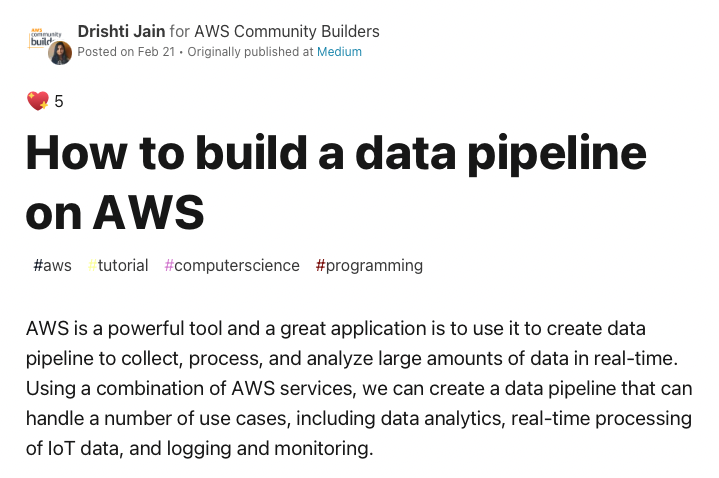 aws
community
build
Drishti Jain for AWS Community Builders
Posted on Feb 21 • Originally published at Medium
5
How to build a data pipeline
on AWS
#aws #tutorial #computerscience #programming
AWS is a powerful tool and a great application is to use it to create data
pipeline to collect, process, and analyze large amounts of data in real-time.
Using a combination of AWS services, we can create a data pipeline that can
handle a number of use cases, including data analytics, real-time processing
of IoT data, and logging and monitoring.